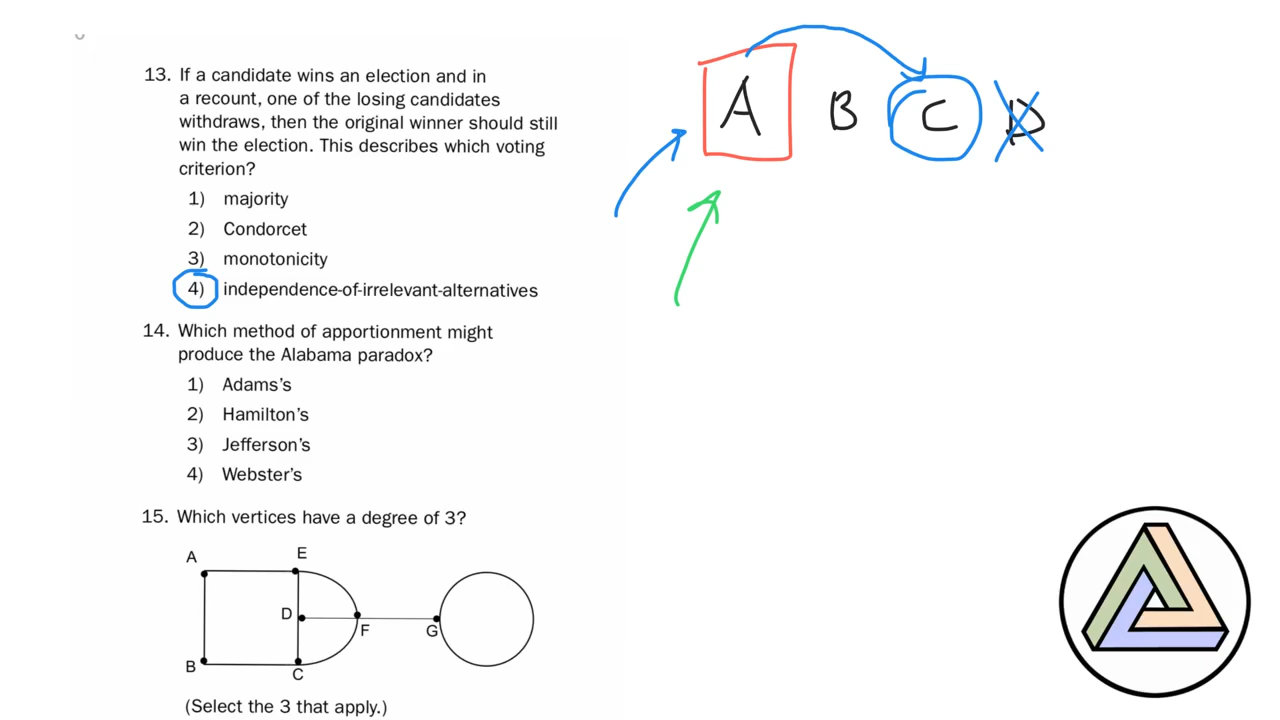 13. If a candidate wins an election and in
a recount, one of the losing candidates
withdraws, then the original winner should still
win the election. This describes which voting
criterion?
1) majority
2) Condorcet
3) monotonicity
4) independence-of-irrelevant-alternatives
14. Which method of apportionment might
produce the Alabama paradox?
1) Adams's
2) Hamilton's
3) Jefferson's
4) Webster's
15. Which vertices have a degree of 3?
A E
D F G
B C
(Select the 3 that apply.)
A B C D